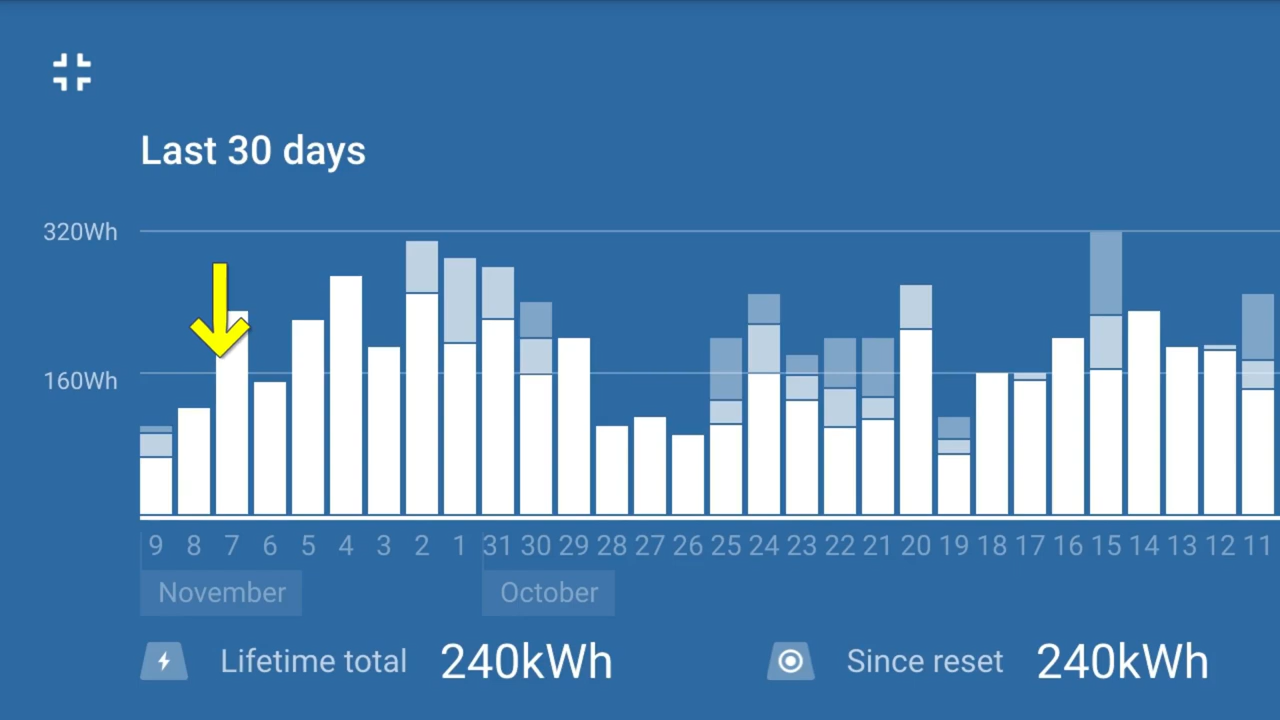 Last 30 days
320Wh
160Wh
9 8 7 6 5 4 3 2 1 31 30 29 28 27 26 25 24 23 22 21 20 19 18 17 16 15 14 13 12 11
November October
Lifetime total 240kWh Since reset 240kWh